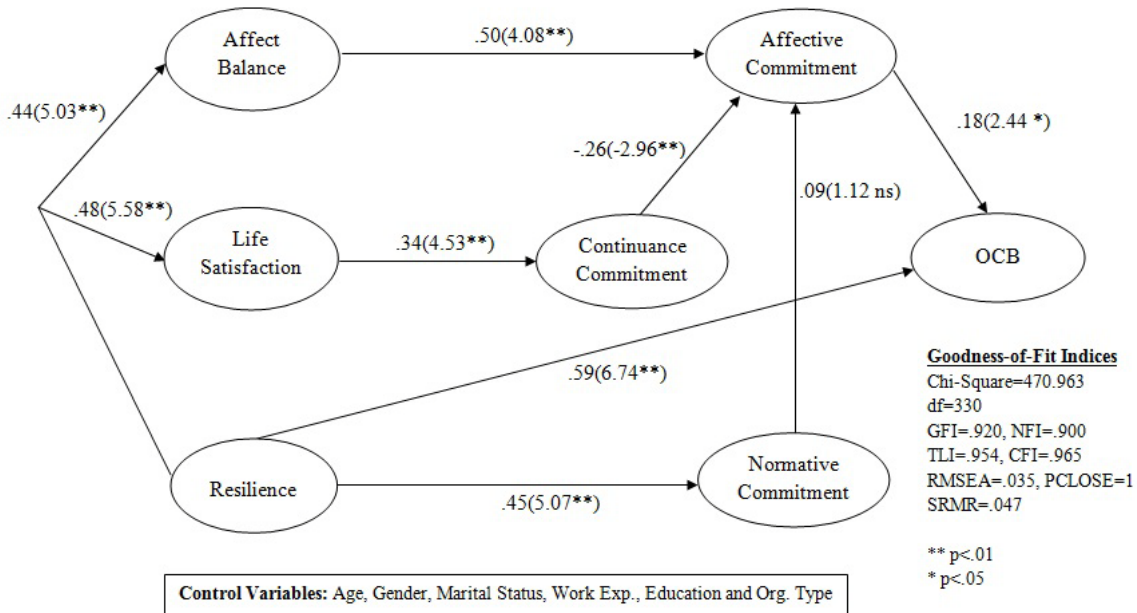 Affect
Balance
.50(4.08**)
Affective
Commitment
.44(5.03**)
.18(2.44 *)
-.26(-2.96**)
.09(1.12 ns)
.48(5.58**)
Life
Satisfaction
.34(4.53**)
Continuance
Commitment
OCB
.59(6.74**)
Goodness-of-Fit Indices
Chi-Square=470.963
df=330
GFI=.920, NFI=.900
TLI=.954, CFI=.965
RMSEA=.035, PCLOSE=1
SRMR=.047
Resilience
.45(5.07**)
Normative
Commitment
** p<.01
* p<.05
Control Variables: Age, Gender, Marital Status, Work Exp., Education and Org. Type